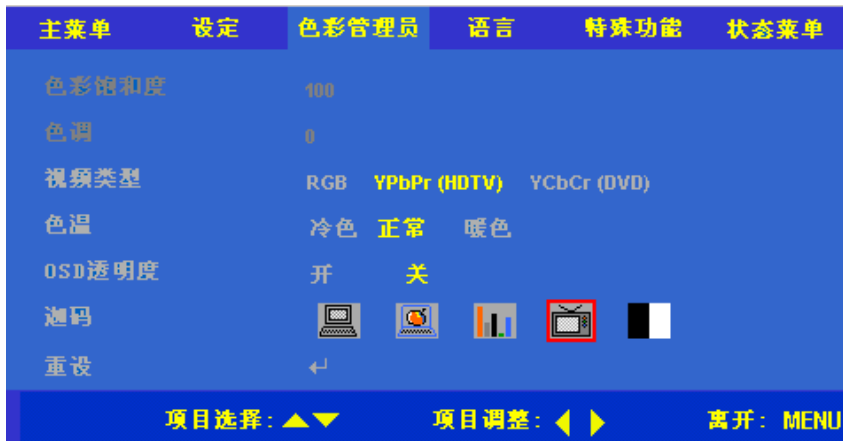 主菜单 设定 色彩管理员 语言 特殊功能 状态菜单
色彩饱和度 100
色调 0
视频类型 RGB YPbPr (HDTV) YCbCr (DVD)
色温 冷色 正常 暖色
OSD透明度 开 关
迦码
重设
项目选择: 项目调整: 离开: MENU